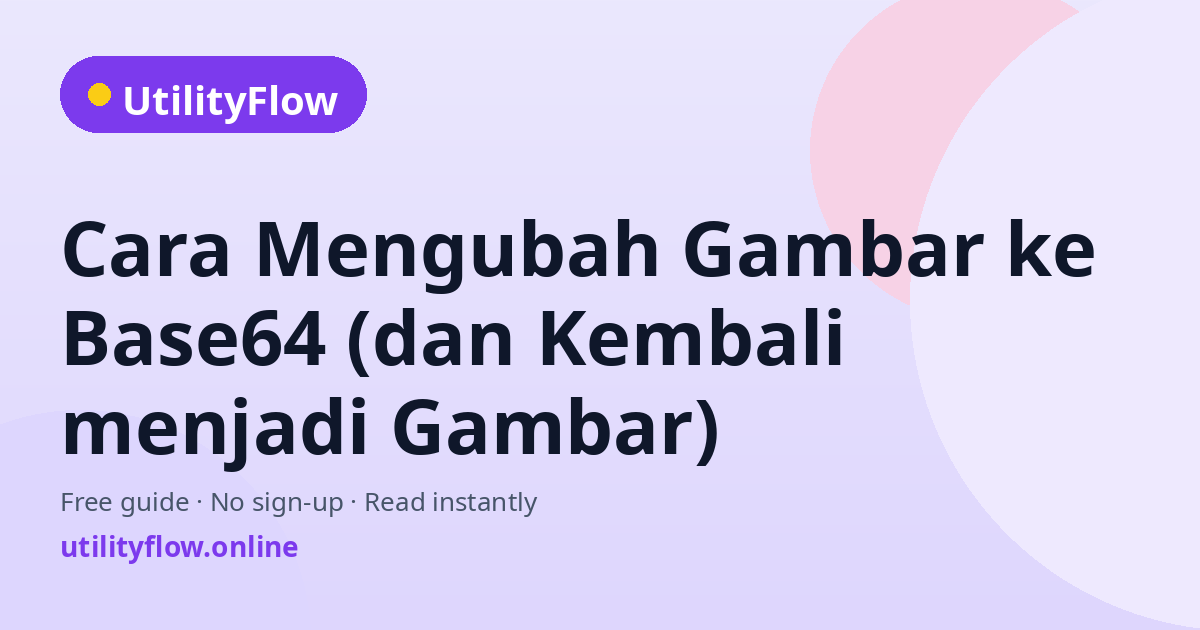 UtilityFlow
Cara Mengubah Gambar ke
Base64 (dan Kembali
menjadi Gambar)
Free guide · No sign-up · Read instantly
utilityflow.online